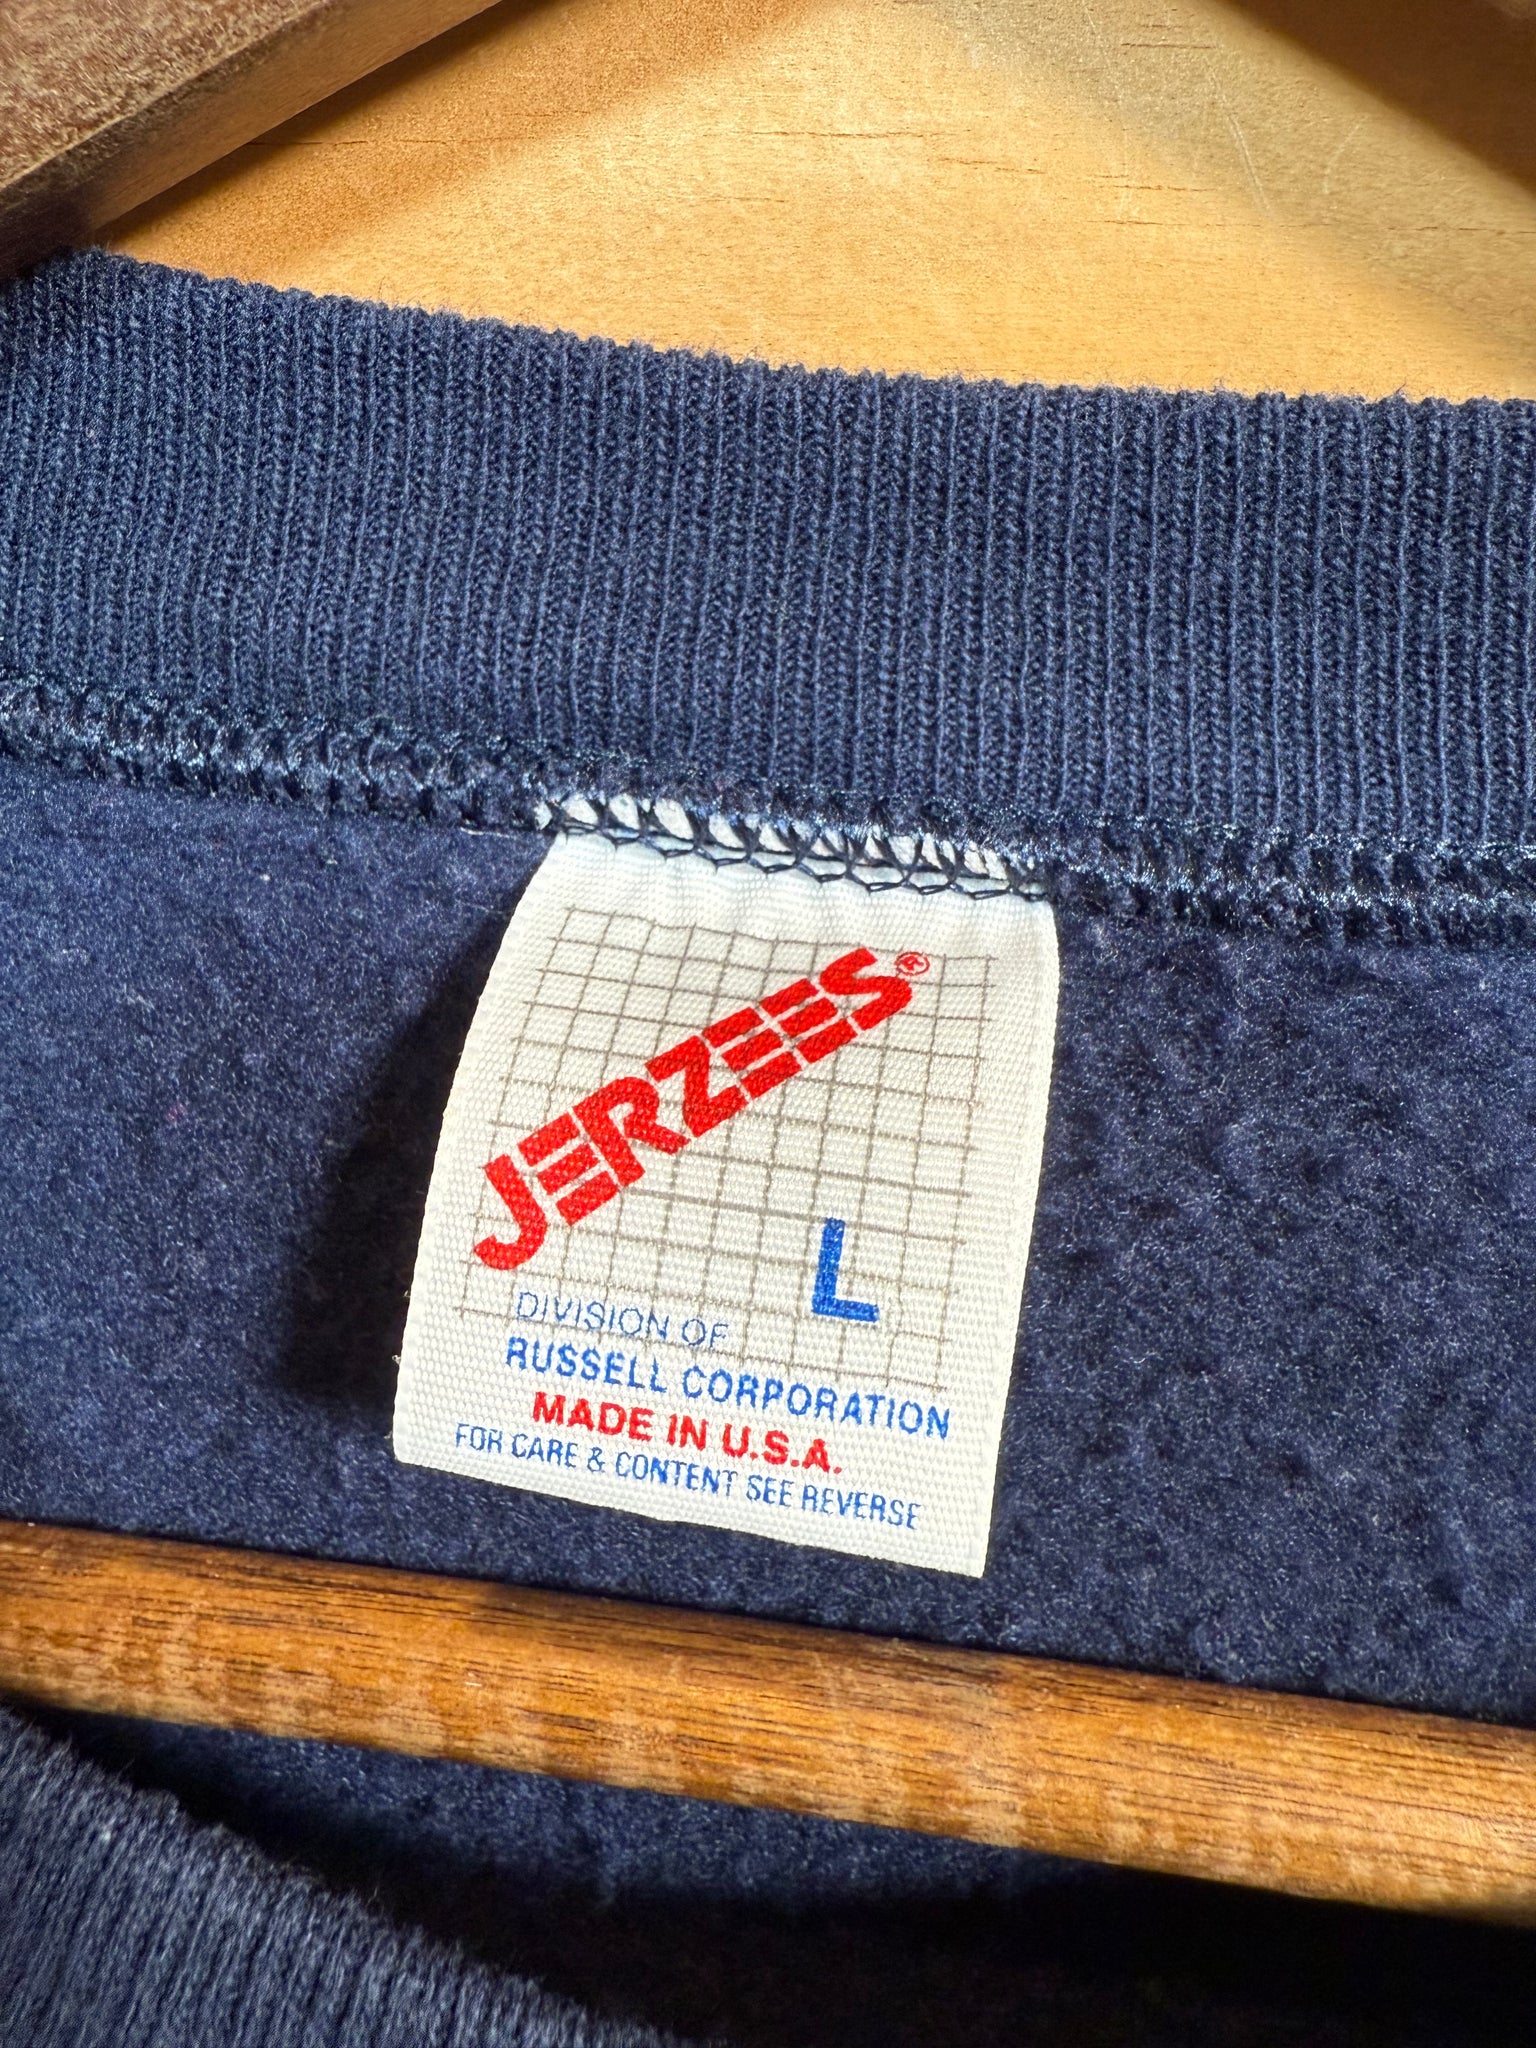 JERZEES®
L
DIVISION OF
RUSSELL CORPORATION
MADE IN U.S.A.
FOR CARE & CONTENT SEE REVERSE